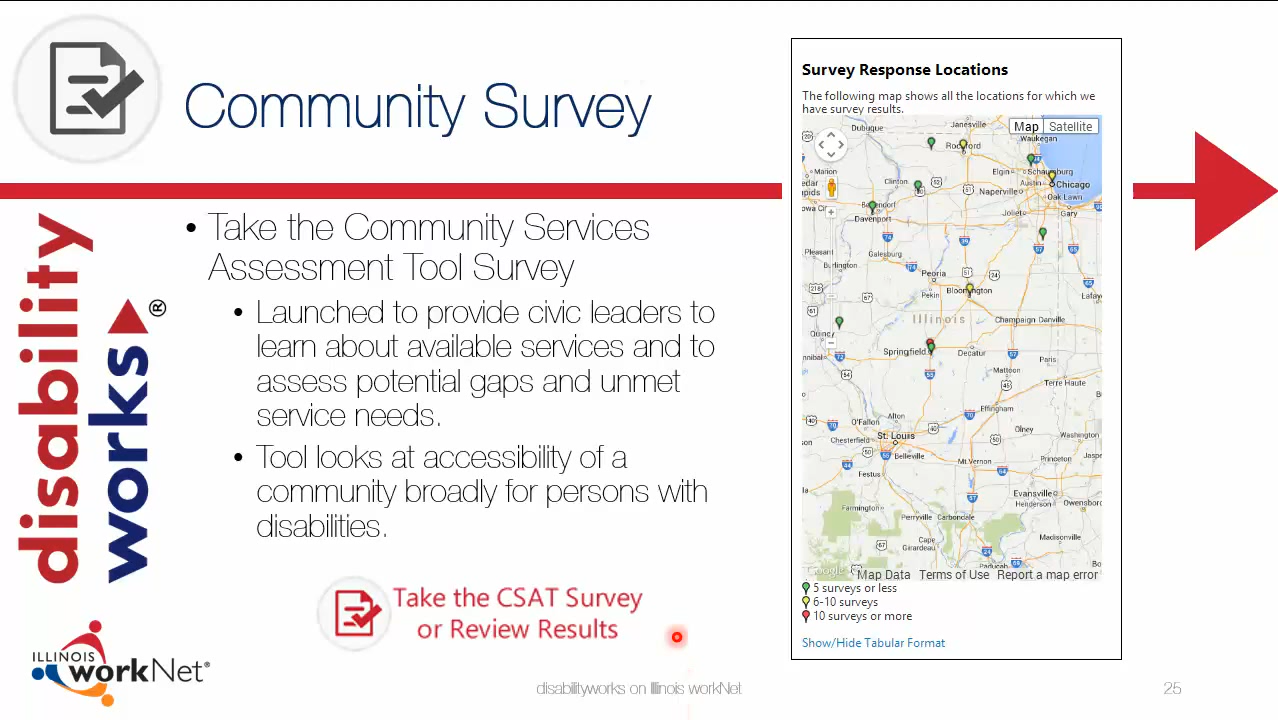 Community Survey
disability
works®
• Take the Community Services
Assessment Tool Survey
• Launched to provide civic leaders to
learn about available services and to
assess potential gaps and unmet
service needs.
• Tool looks at accessibility of a
community broadly for persons with
disabilities.
Take the CSAT Survey
or Review Results
ILLINOIS
workNet®
disabilityworks on Illinois workNet
25
Survey Response Locations
The following map shows all the locations for which we
have survey results.
Map Satellite
Janesville
Dubuque
Waukegan
Rockford
Elgin
Schaumburg
Clinton
Naperville
Chicago
Oak Lawn
Davenport
Joliet
Gary
Pleasant
Galesburg
Burlington
Peoria
Pekin
Bloomington
Lafay
Illinois
Champaign Danville
Quincy
Springfield
Decatur
Paris
Mattoon
Terre Haute
Effingham
Alton
O'Fallon
Olney
Chesterfield
St. Louis
Washington
Belleville
Mt Vernon
Princeton
Jaspe
Festus
Evansville
Henderson
Owensbor
Farmington
Perryville
Carbondale
Madisonville
Cape
Girardeau
Paducah
Google
Map Data Terms of Use Report a map error
5 surveys or less
6-10 surveys
10 surveys or more
Show/Hide Tabular Format